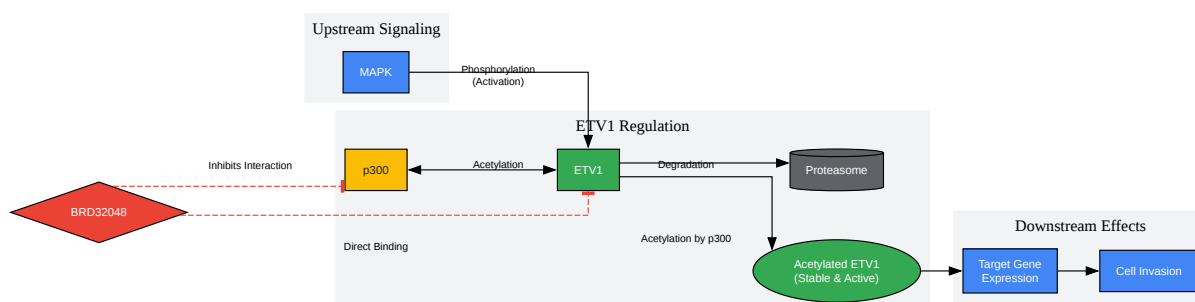 Upstream Signaling
MAPK
Phosphorylation
(Activation)
ETV1 Regulation
Inhibits Interaction
p300
Acetylation
ETV1
Degradation
Proteasome
BRD32048
Direct Binding
Acetylation by p300
Acetylated ETV1
(Stable & Active)
Downstream Effects
Target Gene
Expression
Cell Invasion